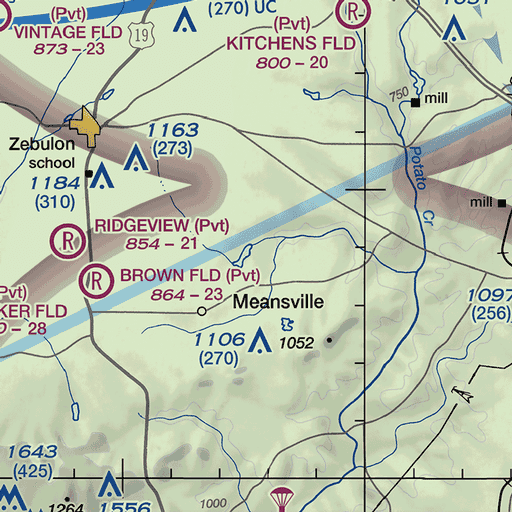 (270) UC
(Pvt)
VINTAGE FLD
873 - 23
19
(Pvt)
R
KITCHENS FLD
800 - 20
750
mill
Zebulon
school
1163
(273)
1184
(310)
Potato
Cr
mill
R
RIDGEVIEW (Pvt)
854 - 21
R
BROWN FLD (Pvt)
864 - 23
Meansville
KER FLD
- 28
1097
(256)
1106
(270)
1052
1643
(425)
1264
1556
1000